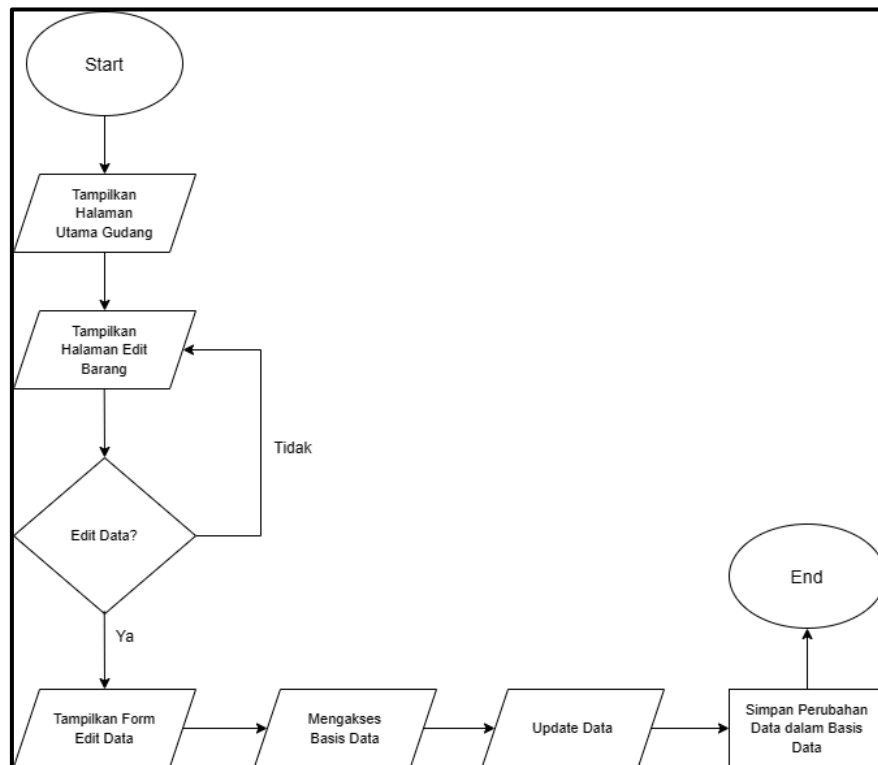 Start
Tampilkan
Halaman
Utama Gudang
Tampilkan
Halaman Edit
Barang
Tidak
Edit Data?
Ya
Tampilkan Form
Edit Data
Mengakses
Basis Data
Update Data
Simpan Perubahan
Data dalam Basis
Data
End